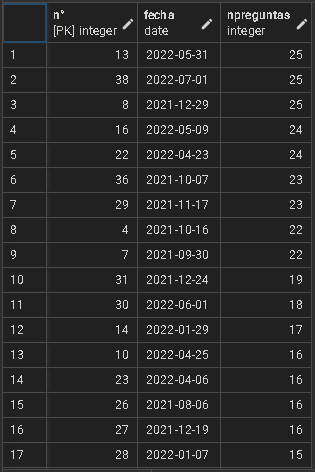 n° fecha npreguntas
[PK] integer date integer
1 13 2022-05-31 25
2 38 2022-07-01 25
3 8 2021-12-29 25
4 16 2022-05-09 24
5 22 2022-04-23 24
6 36 2021-10-07 23
7 29 2021-11-17 23
8 4 2021-10-16 22
9 7 2021-09-30 22
10 31 2021-12-24 19
11 30 2022-06-01 18
12 14 2022-01-29 17
13 10 2022-04-25 16
14 23 2022-04-06 16
15 26 2021-08-06 16
16 27 2021-12-19 16
17 28 2022-01-07 15